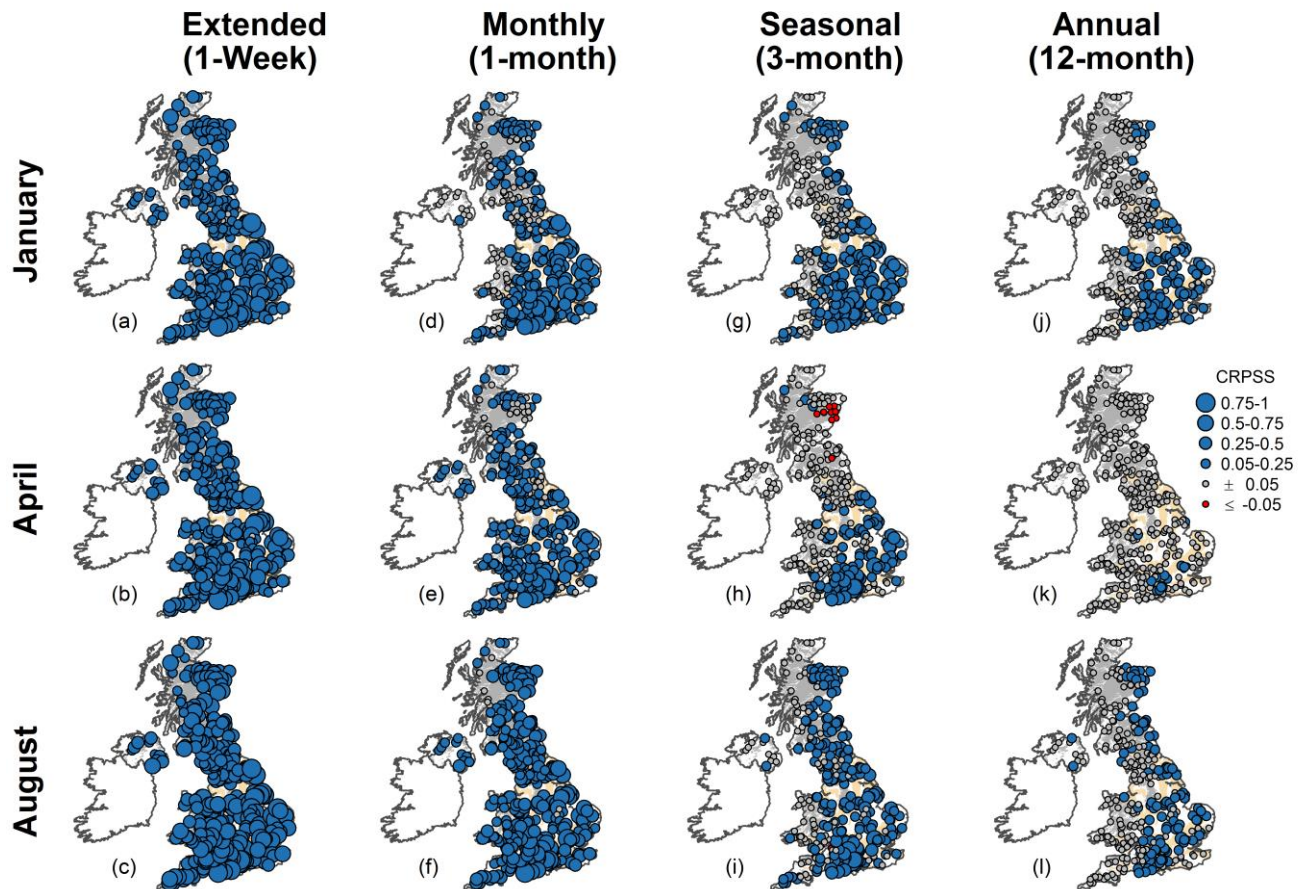 Extended
(1-Week)
Monthly
(1-month)
Seasonal
(3-month)
Annual
(12-month)
January
(a)
(d)
(g)
(j)
April
(b)
(e)
(h)
(k)
CRPSS
0.75-1
0.5-0.75
0.25-0.5
0.05-0.25
± 0.05
≤ -0.05
August
(c)
(f)
(i)
(l)